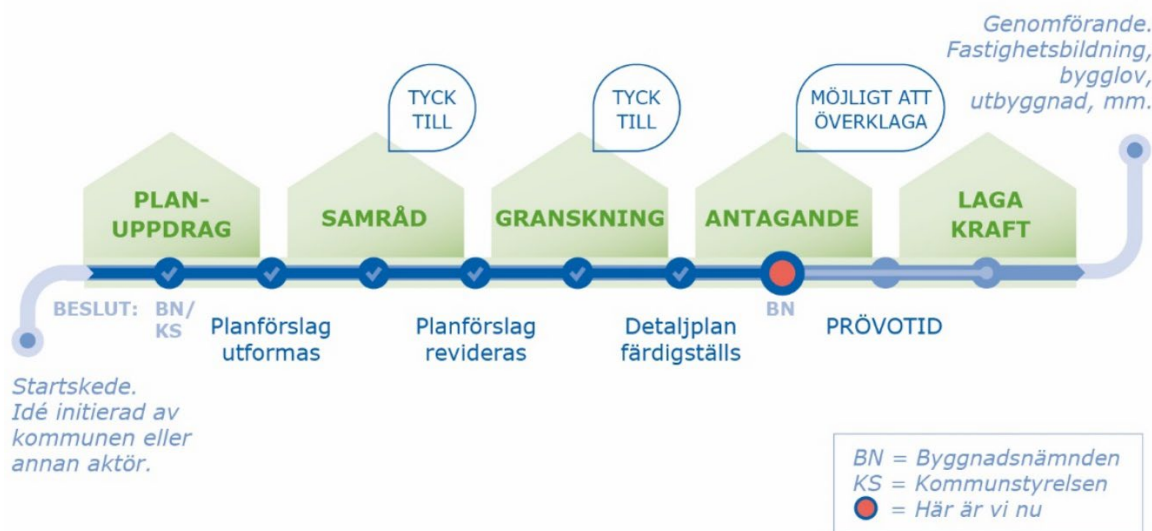 Genomförande.
Fastighetsbildning,
bygglov,
utbyggnad, mm.
TYCK
TILL
TYCK
TILL
MÖJLIGT ATT
ÖVERKLAGA
PLAN-
UPPDRAG
SAMRÅD
GRANSKNING
ANTAGANDE
LAGA
KRAFT
BESLUT:
BN/
KS
Planförslag
utformas
Planförslag
revideras
Detaljplan
färdigställs
BN
PRÖVOTID
Startskede.
Idé initierad av
kommunen eller
annan aktör.
BN = Byggnadsnämnden
KS = Kommunstyrelsen
= Här är vi nu